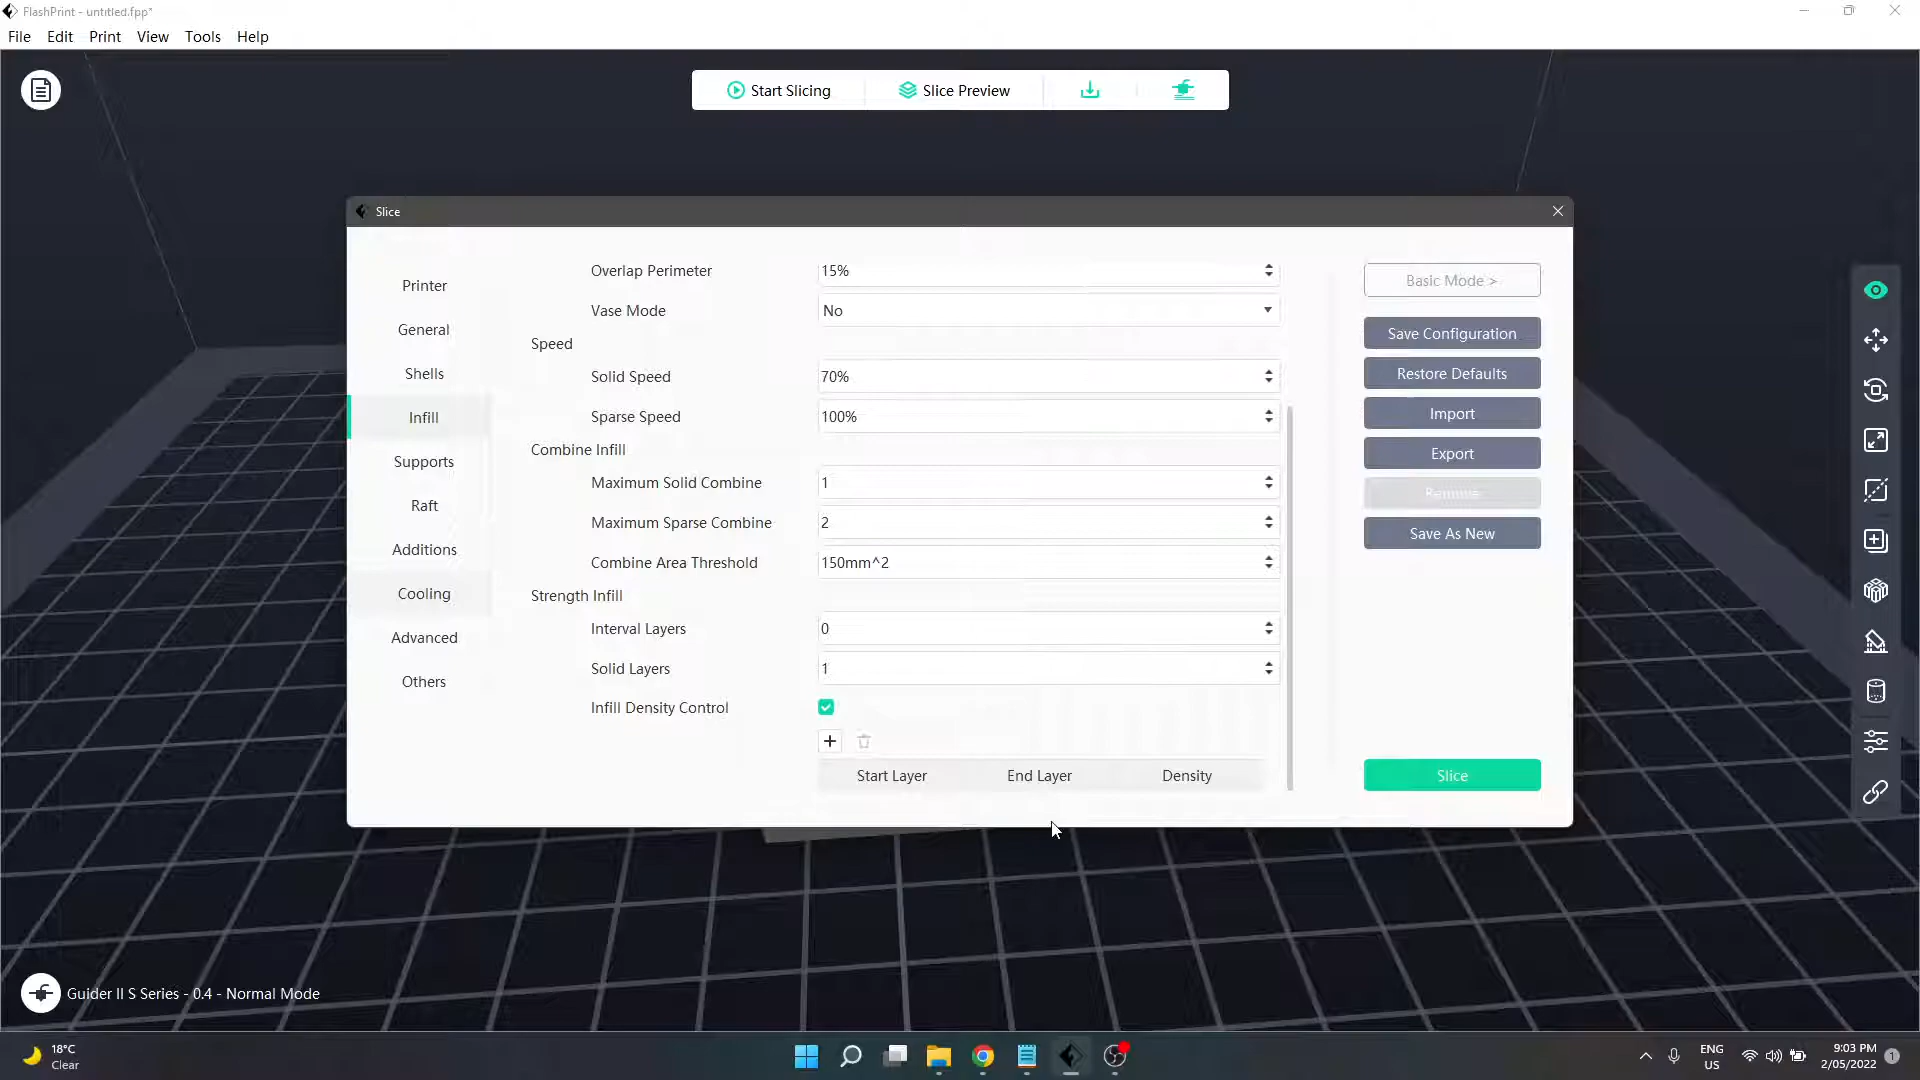 FlashPrint - untitled.fpp*
File Edit Print View Tools Help
Start Slicing
Slice Preview
Slice
Printer
General
Shells
Infill
Supports
Raft
Additions
Cooling
Advanced
Others
Overlap Perimeter 15%
Vase Mode No
Speed
Solid Speed 70%
Sparse Speed 100%
Combine Infill
Maximum Solid Combine 1
Maximum Sparse Combine 2
Combine Area Threshold 150mm^2
Strength Infill
Interval Layers 0
Solid Layers 1
Infill Density Control
Start Layer End Layer Density
Basic Mode >
Save Configuration
Restore Defaults
Import
Export
Remove
Save As New
Slice
Guider II S Series - 0.4 - Normal Mode
18°C
Clear
ENG
US
9:03 PM
2/05/2022
1